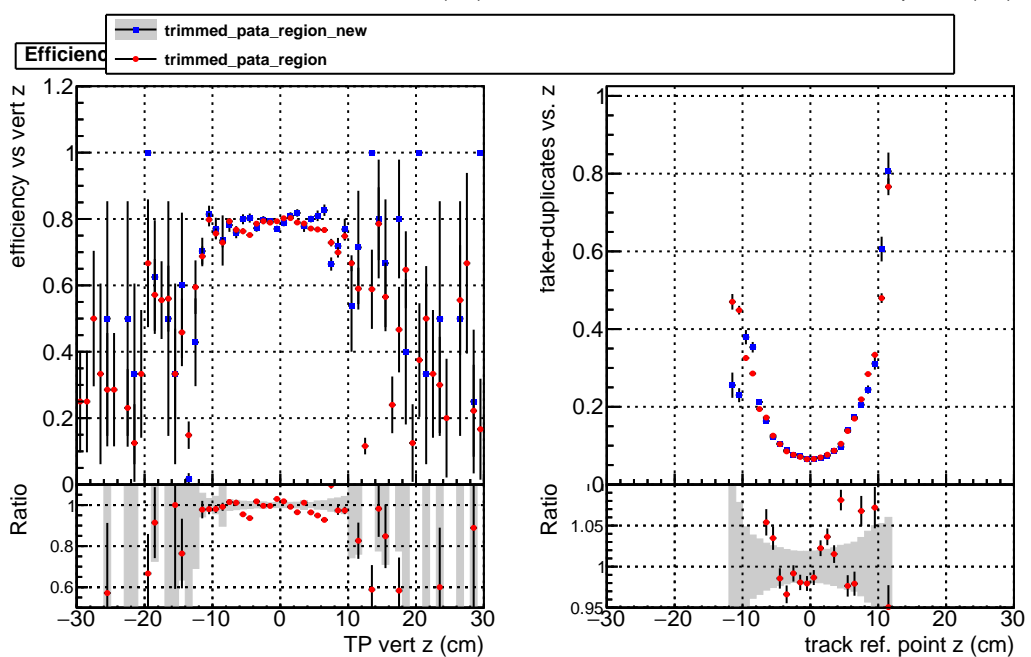 trimmed_pata_region_new
trimmed_pata_region
efficiency vs vert z
1.2
1
0.8
0.6
0.4
0.2
0
Ratio
1
0.8
0.6
−30 −20 −10 0 10 20 30
TP vert z (cm)
fake+duplicates vs. z
1
0.8
0.6
0.4
0.2
0
Ratio
1.05
1
0.95
−30 −20 −10 0 10 20 30
track ref. point z (cm)